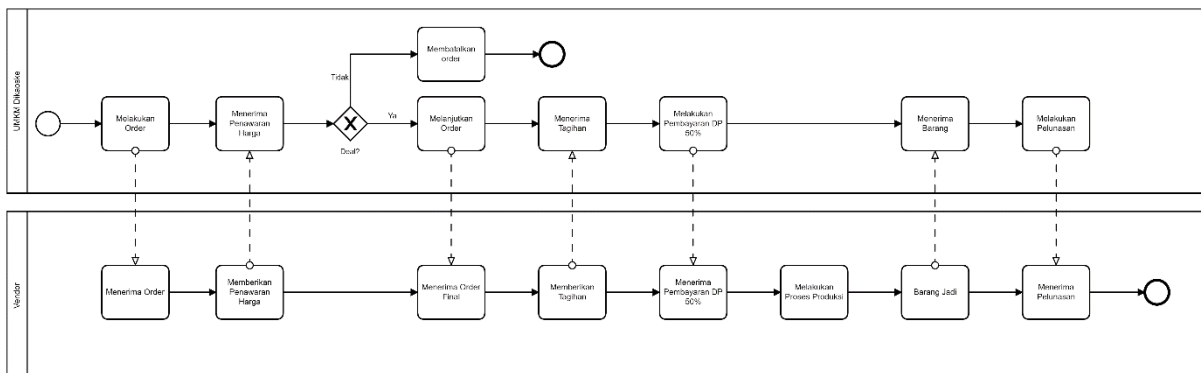 UMKM Dikaoske
Membatalkan
order
Tidak
Melakukan
Order
Menerima
Penawaran
Harga
Deal?
Ya
Melanjutkan
Order
Menerima
Tagihan
Melakukan
Pembayaran DP
50%
Menerima
Barang
Melakukan
Pelunasan
Vendor
Menerima Order
Memberikan
Penawaran
Harga
Menerima Order
Final
Memberikan
Tagihan
Menerima
Pembayaran DP
50%
Melakukan
Proses Produksi
Barang Jadi
Menerima
Pelunasan